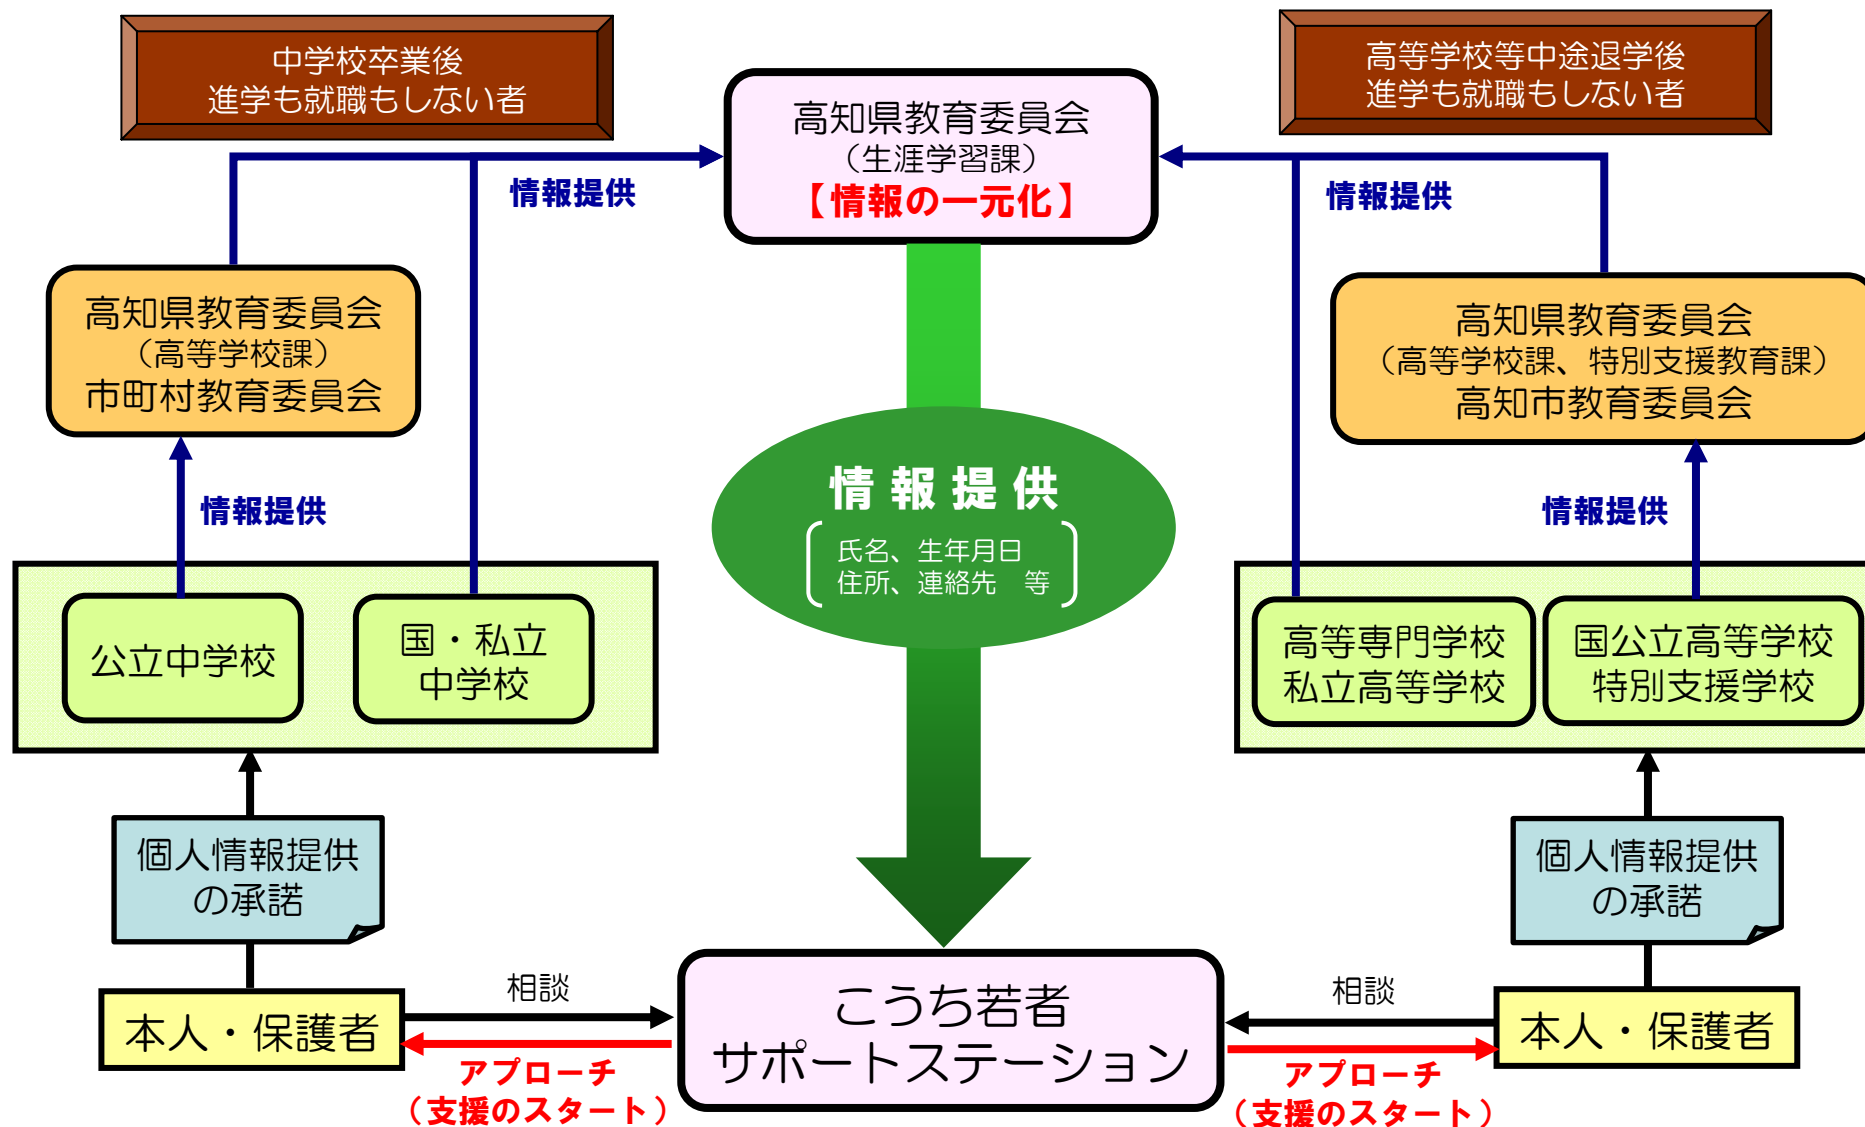 中学校卒業後
進学も就職もしない者
高等学校等中途退学後
進学も就職もしない者
高知県教育委員会
（生涯学習課）
【情報の一元化】
情報提供
情報提供
高知県教育委員会
（高等学校課）
市町村教育委員会
高知県教育委員会
（高等学校課、特別支援教育課）
高知市教育委員会
情報提供
氏名、生年月日
住所、連絡先　等
情報提供
情報提供
公立中学校
国・私立
中学校
高等専門学校
私立高等学校
国公立高等学校
特別支援学校
個人情報提供
の承諾
個人情報提供
の承諾
本人・保護者
相談
アプローチ
（支援のスタート）
こうち若者
サポートステーション
相談
アプローチ
（支援のスタート）
本人・保護者